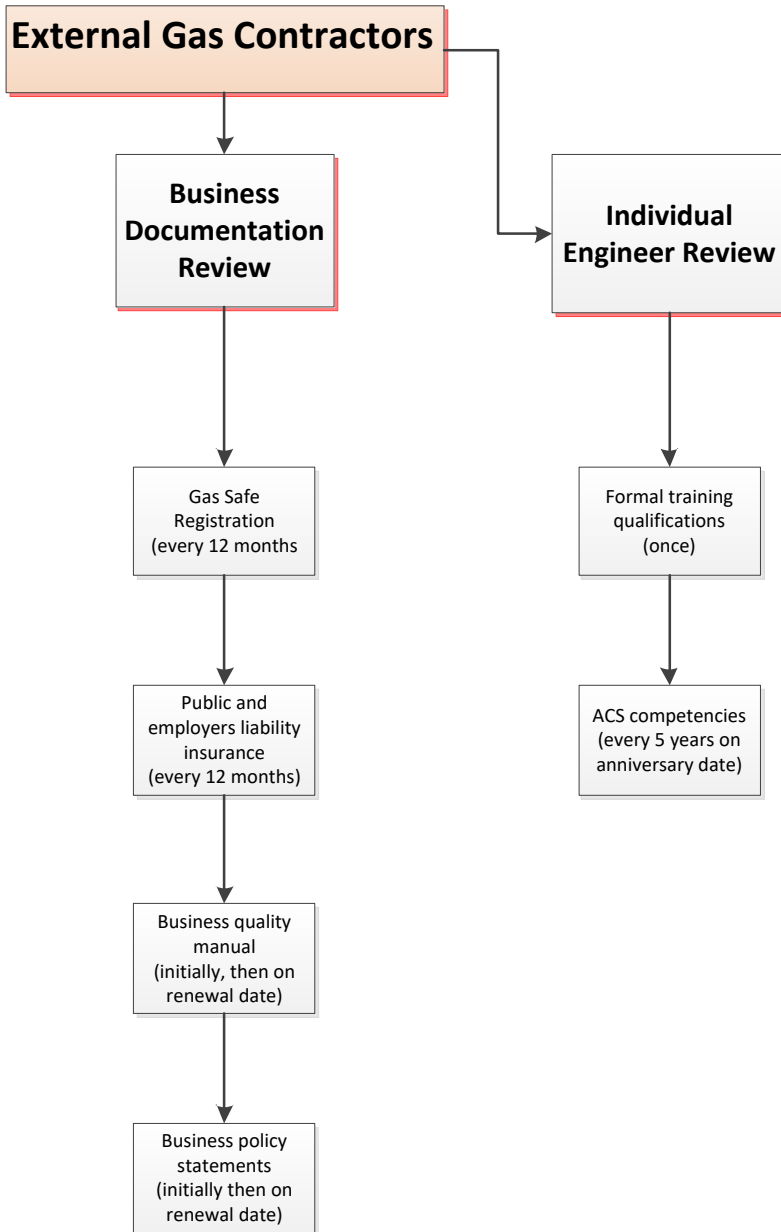 External Gas Contractors
Business
Documentation
Review
Individual
Engineer Review
Gas Safe
Registration
(every 12 months
Formal training
qualifications
(once)
Public and
employers liability
insurance
(every 12 months)
ACS competencies
(every 5 years on
anniversary date)
Business quality
manual
(initially, then on
renewal date)
Business policy
statements
(initially then on
renewal date)